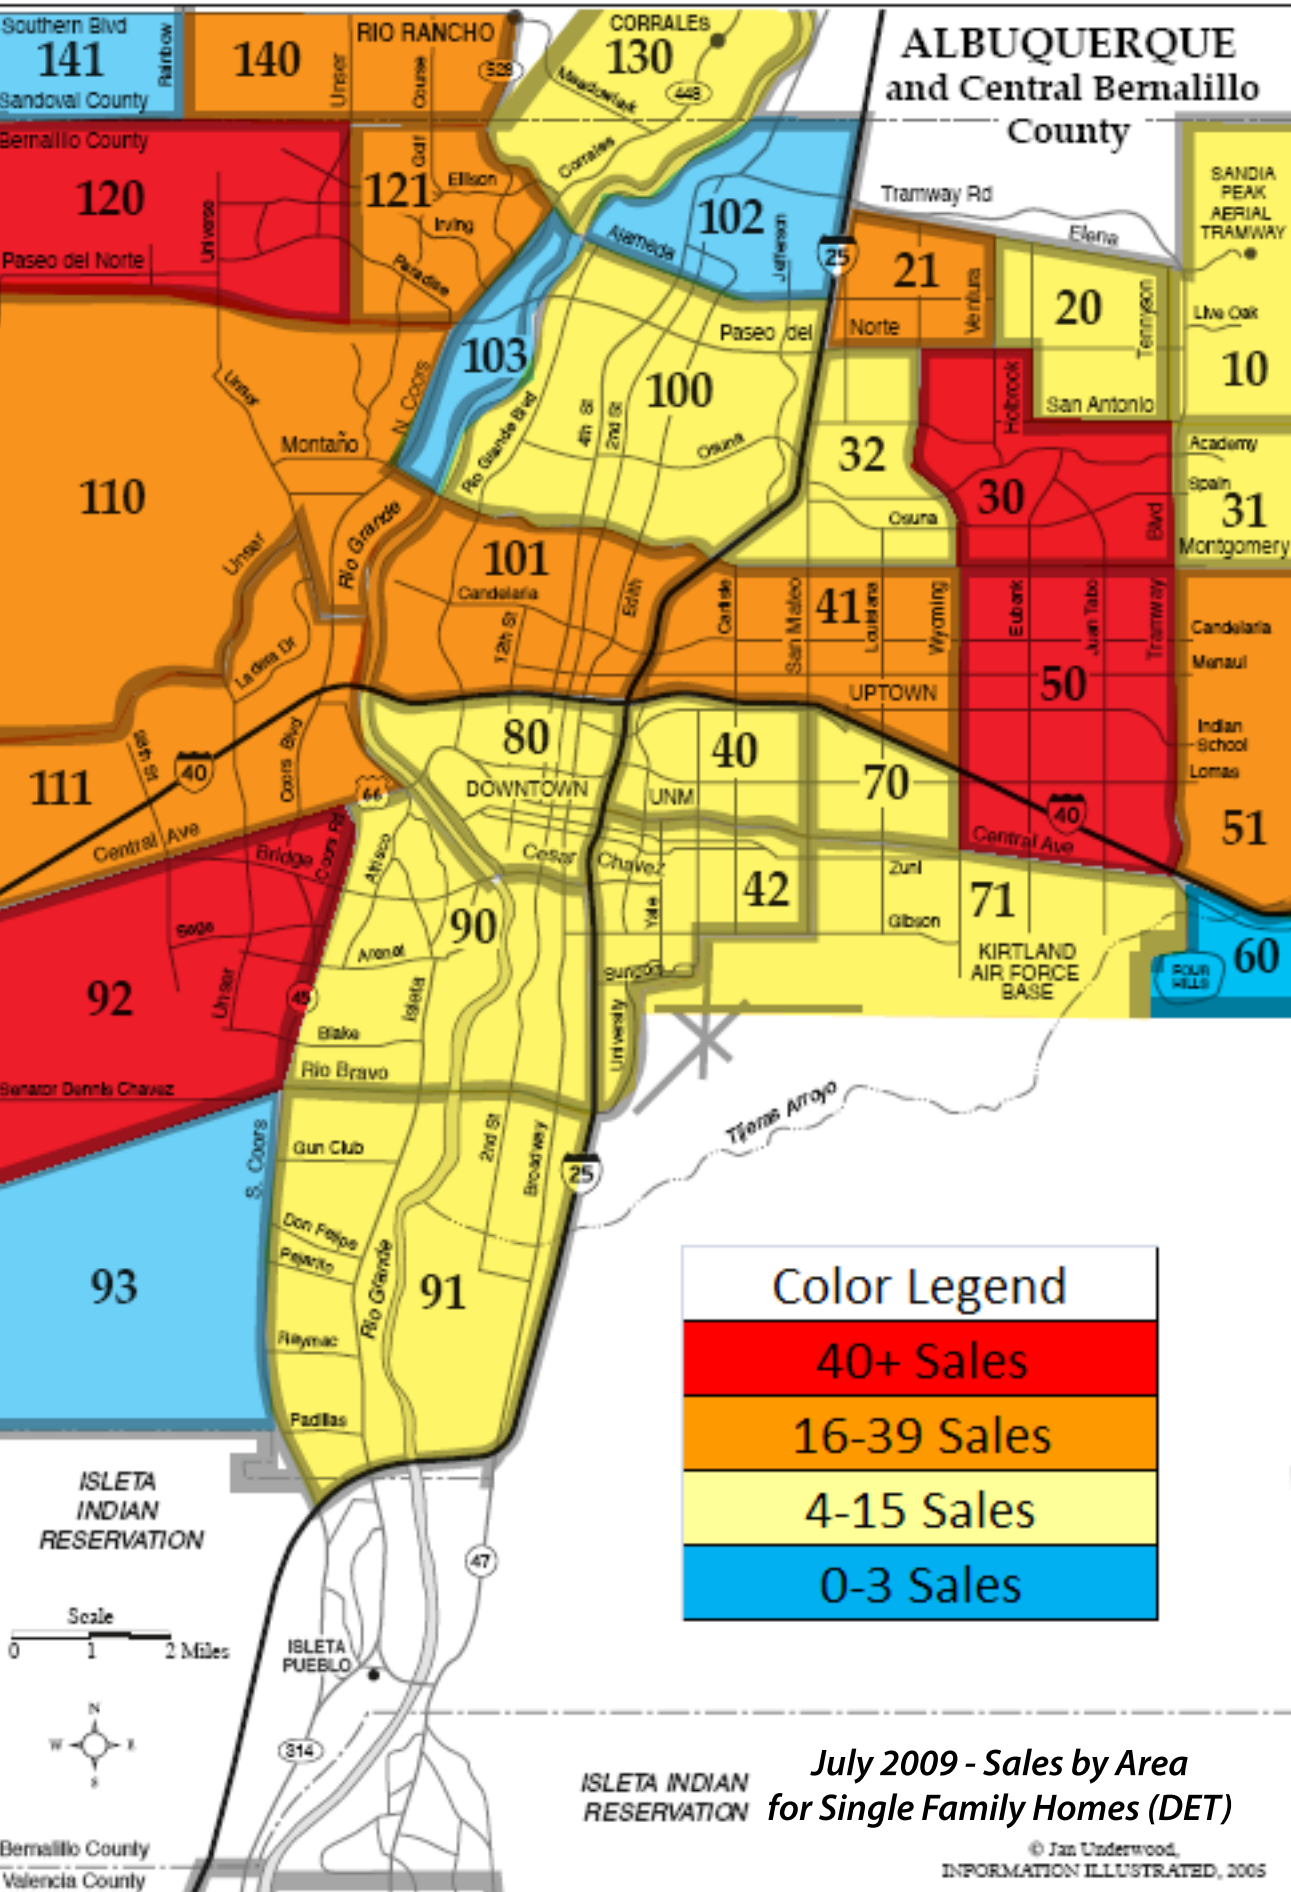 Southern Blvd
141
Rainbow
Sandoval County
140
Unser
RIO RANCHO
Course
Golf
528
CORRALES
130
Meadowlark
448
Corrales
ALBUQUERQUE
and Central Bernalillo
County
Bernalillo County
120
Universe
Paseo del Norte
121
Ellison
Irving
Paradise
102
Alameda
Jefferson
25
Tramway Rd
Elena
SANDIA
PEAK
AERIAL
TRAMWAY
21
Ventura
Norte
20
Tennyson
Live Oak
10
San Antonio
103
N. Coors
100
Paseo del
4th St
2nd St
Rio Grande Blvd
Osuna
32
Osuna
Holbrook
30
Blvd
Academy
Spain
31
Montgomery
110
Unser
Montaño
Unser
Rio Grande
Ladera Dr
101
Candelaria
12th St
Edith
Carlisle
San Mateo
41
Louisiana
Wyoming
UPTOWN
Eubank
Juan Tabo
Tramway
50
Candelaria
Menaul
Indian
School
Lomas
51
111
98th St
40
Coors Blvd
Central Ave
66
80
DOWNTOWN
40
UNM
70
40
Central Ave
Bridge
Coors Rd
Atrisco
Cesar Chavez
Yale
42
Zuni
Gibson
71
KIRTLAND
AIR FORCE
BASE
60
FOUR
HILLS
92
Sage
Unser
45
90
Arenal
Isleta
Blake
Rio Bravo
Sunport
University
Senator Dennis Chavez
93
S. Coors
Gun Club
2nd St
Broadway
25
Tijeras Arroyo
Don Felipe
Pajarito
Rio Grande
91
Raymac
Padillas
Color Legend
40+ Sales
16-39 Sales
4-15 Sales
0-3 Sales
ISLETA
INDIAN
RESERVATION
Scale
0 1 2 Miles
N
W E
S
47
ISLETA
PUEBLO
314
ISLETA INDIAN
RESERVATION
July 2009 - Sales by Area
for Single Family Homes (DET)
© Jan Underwood,
INFORMATION ILLUSTRATED, 2005
Bernalillo County
Valencia County